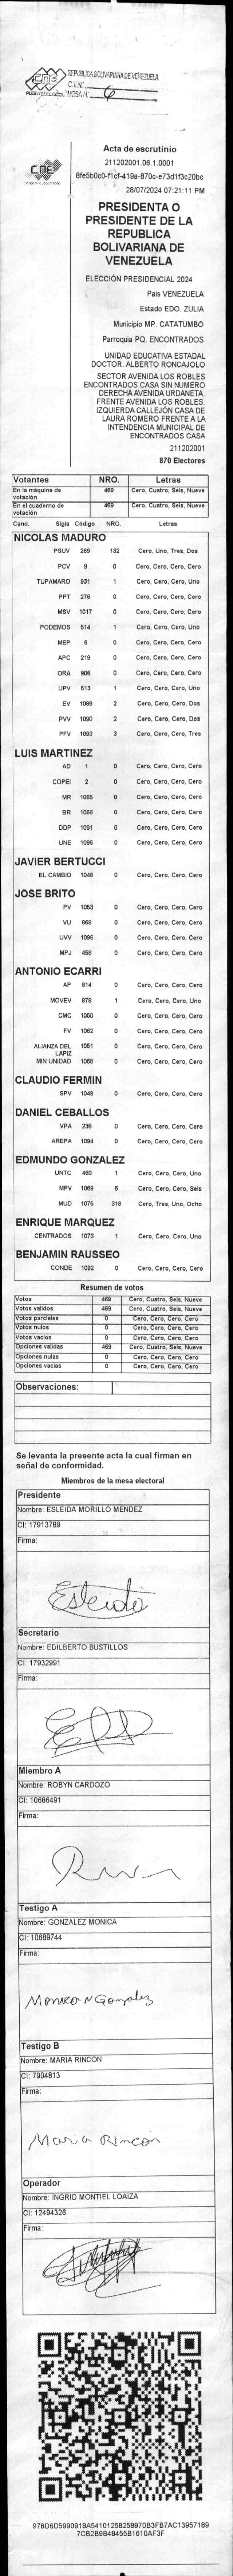 CNE
REPUBLICA BOLIVARIANA DE VENEZUELA
C.V.N°.
MESA N°. 6
CNE
Acta de escrutinio
211202001.06.1.0001
28/07/2024 07:21:11 PM
PRESIDENTA O
PRESIDENTE DE LA
REPUBLICA
BOLIVARIANA DE
VENEZUELA
ELECCIÓN PRESIDENCIAL 2024
Pais VENEZUELA
Estado EDO. ZULIA
Municipio MP. CATATUMBO
Parroquia PQ. ENCONTRADOS
UNIDAD EDUCATIVA ESTADAL
DOCTOR. ALBERTO RONCAJOLO
SECTOR AVENIDA LOS ROBLES
ENCONTRADOS CASA SIN NUMERO
DERECHA AVENIDA URDANETA.
FRENTE AVENIDA LOS ROBLES.
IZQUIERDA CALLEJÓN CASA DE
LAURA ROMERO FRENTE A LA
INTENDENCIA MUNICIPAL DE
ENCONTRADOS CASA
211202001
870 Electores
Votantes NRO. Letras
En la máquina de votación 469 Cero, Cuatro, Seis, Nueve
En el cuaderno de votación 469 Cero, Cuatro, Seis, Nueve
Cand. Sigla Código NRO. Letras
NICOLAS MADURO
PSUV 269 132 Cero, Uno, Tres, Dos
PCV 9 0 Cero, Cero, Cero, Cero
TUPAMARO 931 1 Cero, Cero, Cero, Uno
PPT 276 0 Cero, Cero, Cero, Cero
MSV 1017 0 Cero, Cero, Cero, Cero
PODEMOS 514 1 Cero, Cero, Cero, Uno
MEP 6 0 Cero, Cero, Cero, Cero
APC 219 0 Cero, Cero, Cero, Cero
ORA 906 0 Cero, Cero, Cero, Cero
UPV 513 1 Cero, Cero, Cero, Uno
EV 1089 2 Cero, Cero, Cero, Dos
PVV 1090 2 Cero, Cero, Cero, Dos
PFV 1093 3 Cero, Cero, Cero, Tres
LUIS MARTINEZ
AD 1 0 Cero, Cero, Cero, Cero
COPEI 2 0 Cero, Cero, Cero, Cero
MR 1065 0 Cero, Cero, Cero, Cero
BR 1066 0 Cero, Cero, Cero, Cero
DDP 1091 0 Cero, Cero, Cero, Cero
UNE 1095 0 Cero, Cero, Cero, Cero
JAVIER BERTUCCI
EL CAMBIO 1048 0 Cero, Cero, Cero, Cero
JOSE BRITO
PV 1053 0 Cero, Cero, Cero, Cero
VU 868 0 Cero, Cero, Cero, Cero
UVV 1096 0 Cero, Cero, Cero, Cero
MPJ 458 0 Cero, Cero, Cero, Cero
ANTONIO ECARRI
AP 814 0 Cero, Cero, Cero, Cero
MOVEV 978 1 Cero, Cero, Cero, Uno
CMC 1050 0 Cero, Cero, Cero, Cero
FV 1062 0 Cero, Cero, Cero, Cero
ALIANZA DEL LAPIZ 1051 0 Cero, Cero, Cero, Cero
MIN UNIDAD 1068 0 Cero, Cero, Cero, Cero
CLAUDIO FERMIN
SPV 1049 0 Cero, Cero, Cero, Cero
DANIEL CEBALLOS
VPA 236 0 Cero, Cero, Cero, Cero
AREPA 1094 0 Cero, Cero, Cero, Cero
EDMUNDO GONZALEZ
UNTC 460 1 Cero, Cero, Cero, Uno
MPV 1069 6 Cero, Cero, Cero, Seis
MUD 1075 318 Cero, Tres, Uno, Ocho
ENRIQUE MARQUEZ
CENTRADOS 1073 1 Cero, Cero, Cero, Uno
BENJAMIN RAUSSEO
CONDE 1092 0 Cero, Cero, Cero, Cero
Resumen de votos
Votos 469 Cero, Cuatro, Seis, Nueve
Votos validos 469 Cero, Cuatro, Seis, Nueve
Votos parciales 0 Cero, Cero, Cero, Cero
Votos nulos 0 Cero, Cero, Cero, Cero
Votos vacios 0 Cero, Cero, Cero, Cero
Opciones validas 469 Cero, Cuatro, Seis, Nueve
Opciones nulas 0 Cero, Cero, Cero, Cero
Opciones vacias 0 Cero, Cero, Cero, Cero
Observaciones:
Se levanta la presente acta la cual firman en
señal de conformidad.
Miembros de la mesa electoral
Presidente
Nombre: ESLEIDA MORILLO MENDEZ
CI: 17913789
Firma:
Esleida
Secretario
Nombre: EDILBERTO BUSTILLOS
CI: 17932991
Firma:
Miembro A
Nombre: ROBYN CARDOZO
CI: 10686491
Firma:
Testigo A
Nombre: GONZALEZ MONICA
CI: 10689744
Firma:
Monica N Gonzalez
Testigo B
Nombre: MARIA RINCON
CI: 7904813
Firma:
Maria Rincon
Operador
Nombre: INGRID MONTIEL LOAIZA
CI: 12494326
Firma:
978D6D5990918A54101258258970B3FB7AC13957189
7CB2B9B4B455B1610AF3F